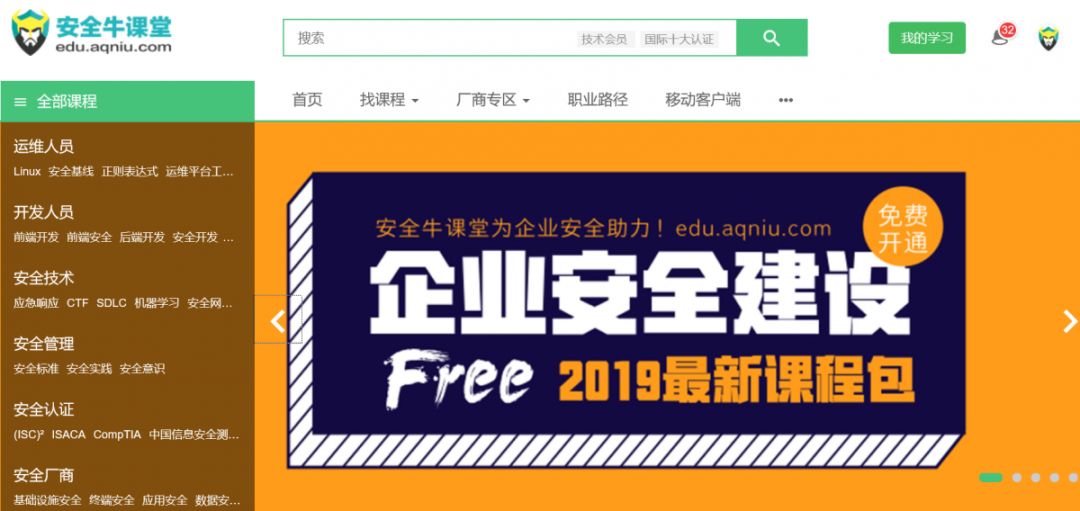 安全牛课堂
edu.aqniu.com
搜索 技术会员 国际十大认证
我的学习
32
全部课程
首页 找课程 厂商专区 职业路径 移动客户端 •••
运维人员
Linux 安全基线 正则表达式 运维平台工...
开发人员
前端开发 前端安全 后端开发 安全开发 ...
安全技术
应急响应 CTF SDLC 机器学习 安全网...
安全管理
安全标准 安全实践 安全意识
安全认证
(ISC)² ISACA CompTIA 中国信息安全测...
安全厂商
基础设施安全 终端安全 应用安全 数据安...
安全牛课堂为企业安全助力！edu.aqniu.com
免费
开通
企业安全建设
Free 2019最新课程包